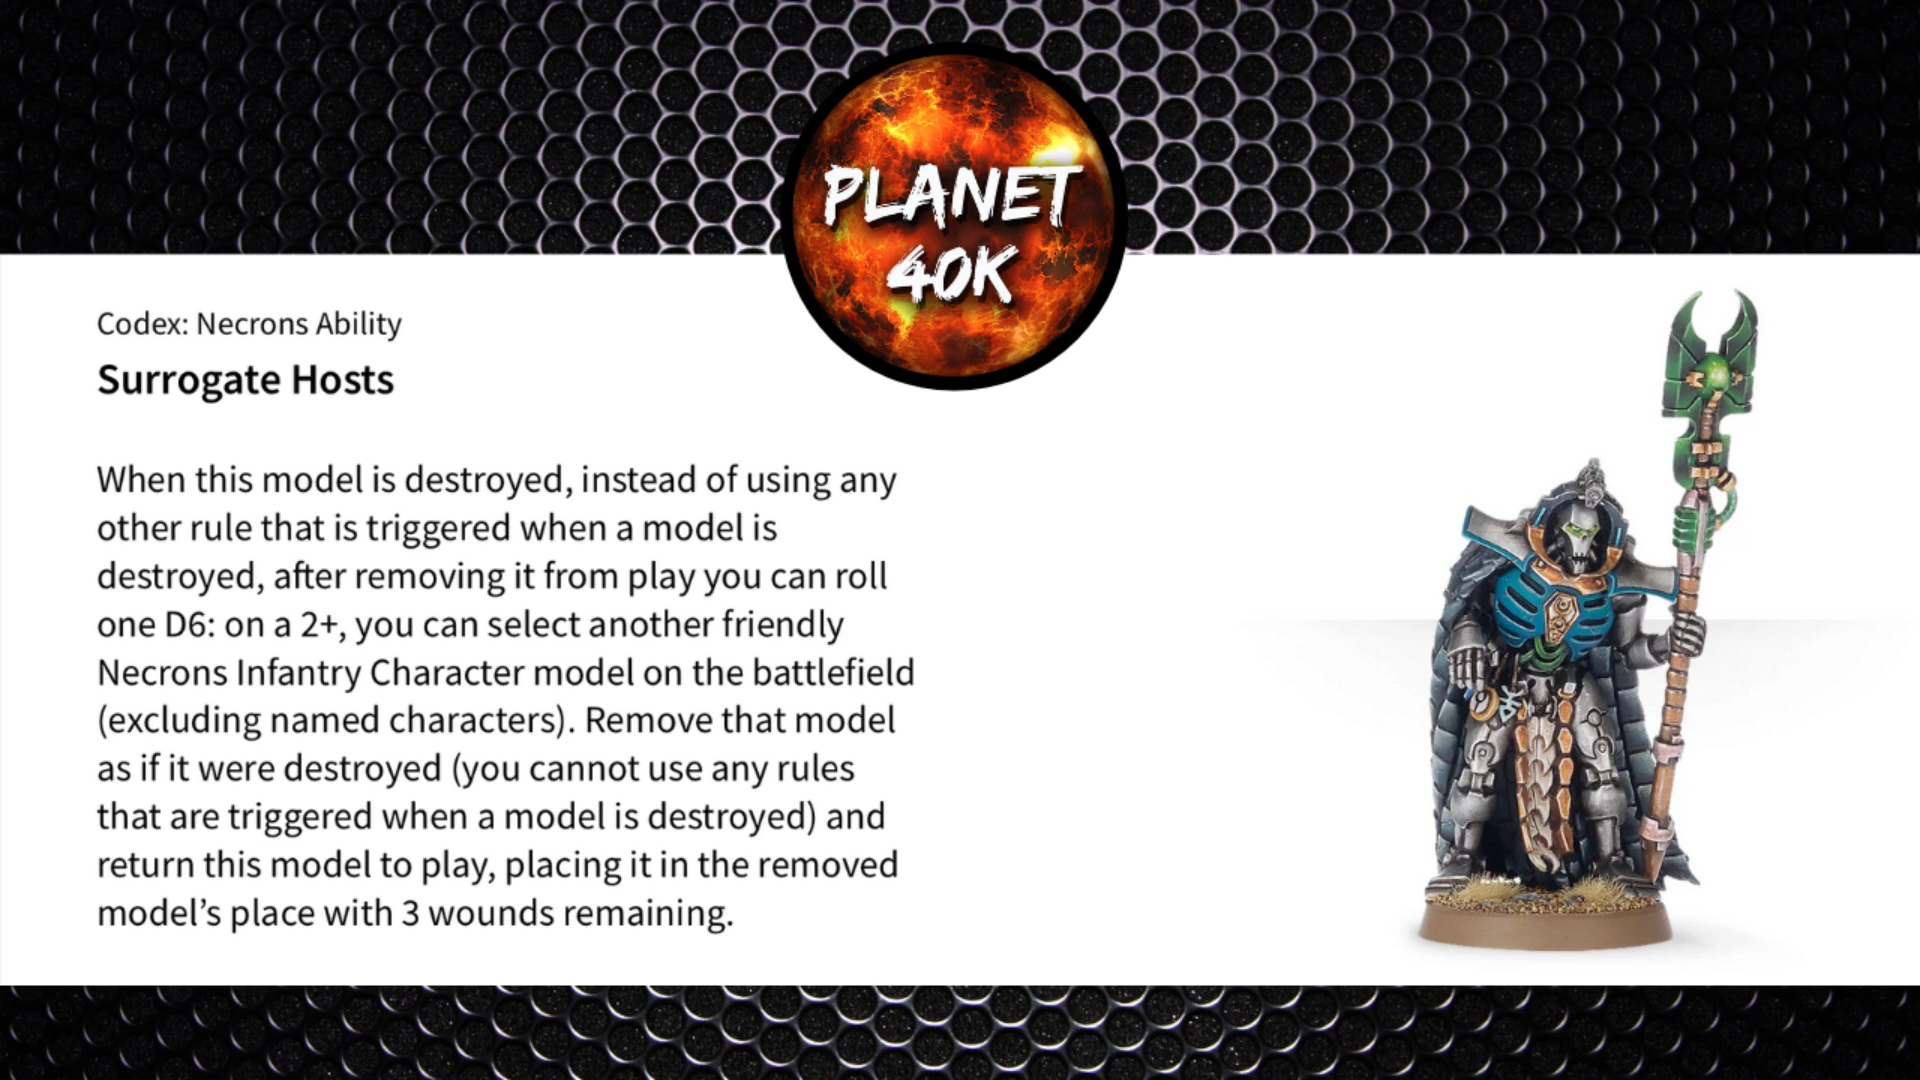 PLANET
40K
Codex: Necrons Ability
Surrogate Hosts
When this model is destroyed, instead of using any
other rule that is triggered when a model is
destroyed, after removing it from play you can roll
one D6: on a 2+, you can select another friendly
Necrons Infantry Character model on the battlefield
(excluding named characters). Remove that model
as if it were destroyed (you cannot use any rules
that are triggered when a model is destroyed) and
return this model to play, placing it in the removed
model’s place with 3 wounds remaining.